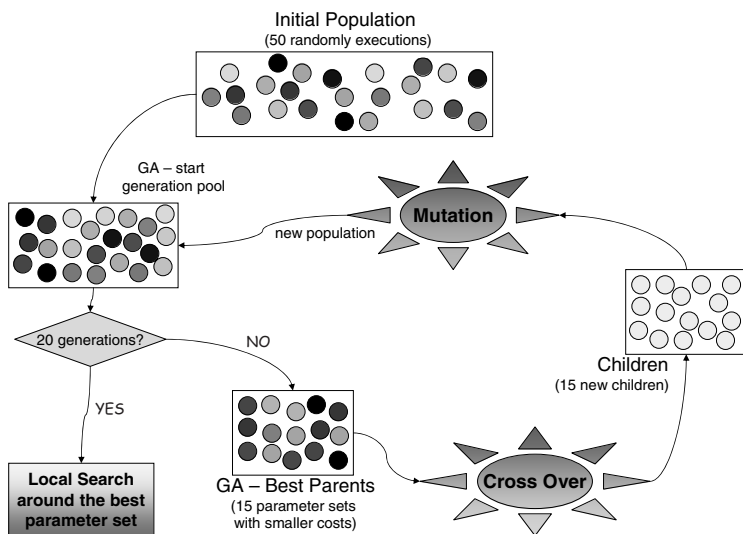 Initial Population
(50 randomly executions)
GA – start
generation pool
Mutation
new population
20 generations?
NO
YES
Children
(15 new children)
Local Search
around the best
parameter set
GA – Best Parents
(15 parameter sets
with smaller costs)
Cross Over